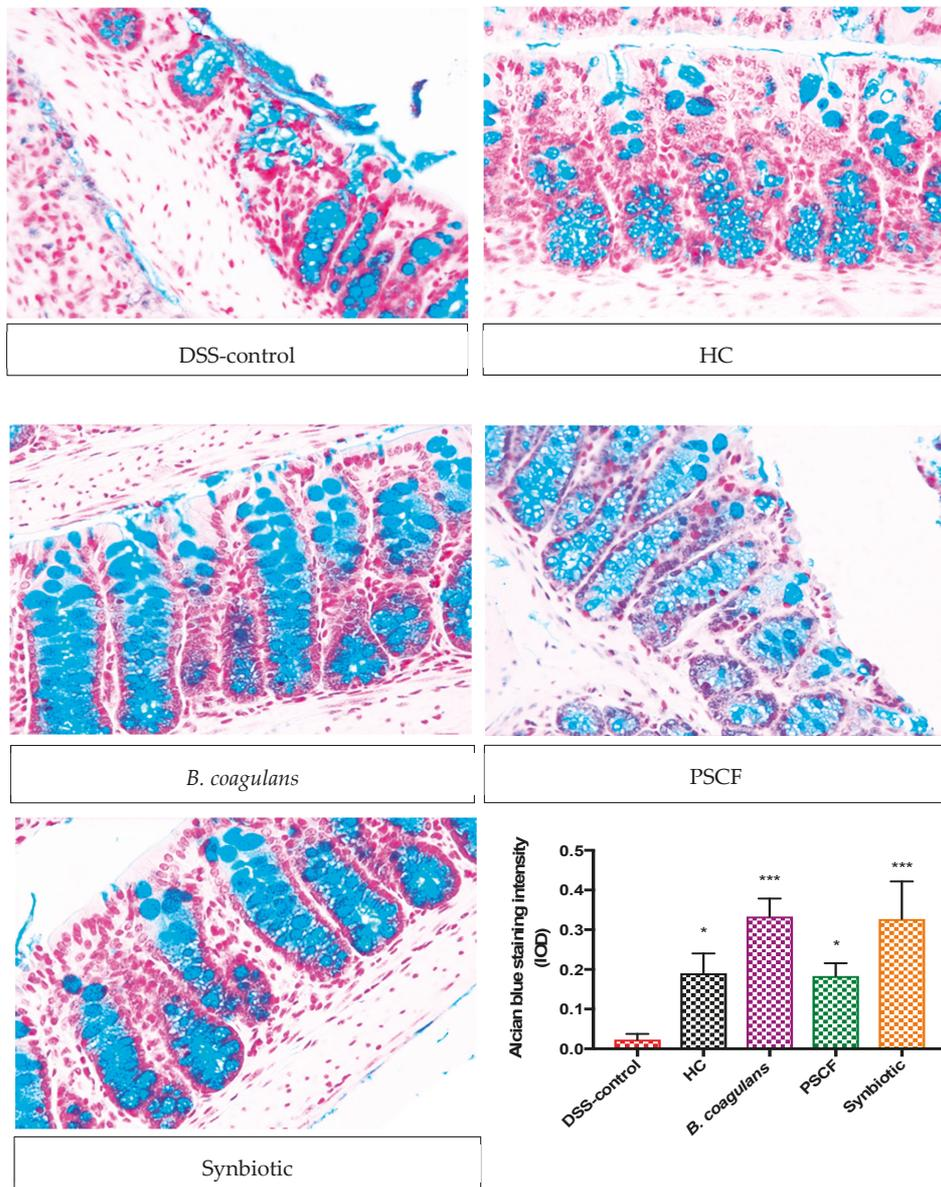 DSS-control
HC
B. coagulans
PSCF
Synbiotic
Alcian blue staining intensity
(IOD)
0.5
0.4
0.3
0.2
0.1
0.0
*
***
*
***
DSS-control
HC
B. coagulans
PSCF
Synbiotic